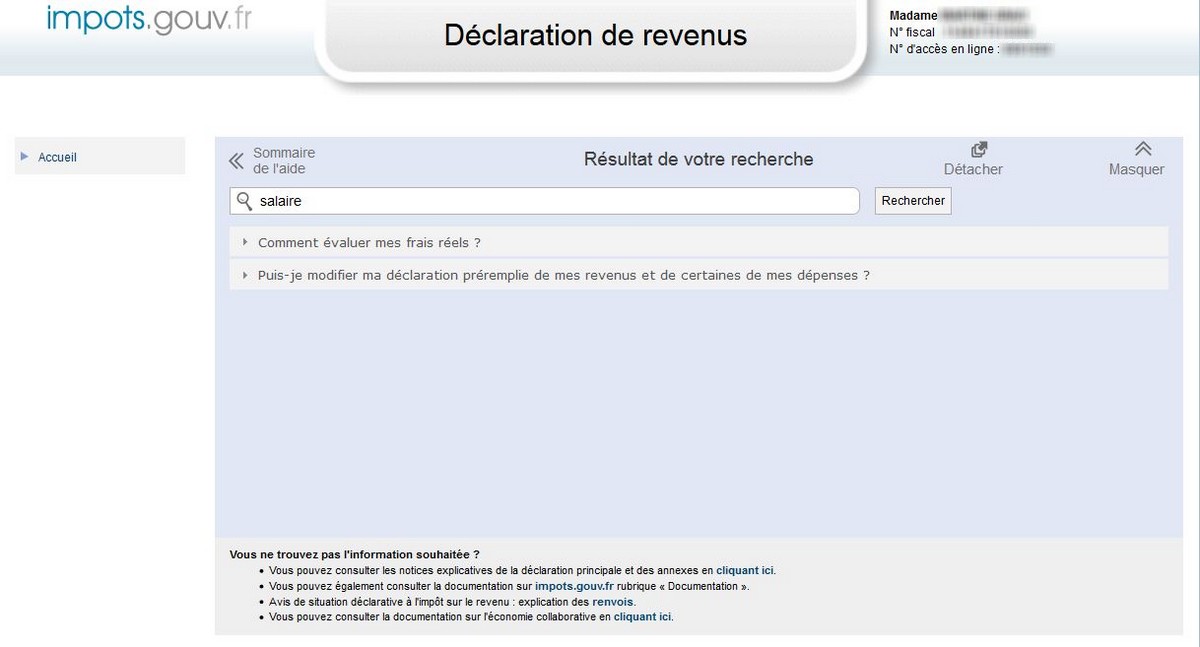 impots.gouv.fr
Déclaration de revenus
Madame
N° fiscal
N° d'accès en ligne :
Accueil
Sommaire
de l'aide
Résultat de votre recherche
Détacher
Masquer
salaire
Rechercher
Comment évaluer mes frais réels ?
Puis-je modifier ma déclaration préremplie de mes revenus et de certaines de mes dépenses ?
Vous ne trouvez pas l'information souhaitée ?
• Vous pouvez consulter les notices explicatives de la déclaration principale et des annexes en cliquant ici.
• Vous pouvez également consulter la documentation sur impots.gouv.fr rubrique « Documentation ».
• Avis de situation déclarative à l'impôt sur le revenu : explication des renvois.
• Vous pouvez consulter la documentation sur l'économie collaborative en cliquant ici.